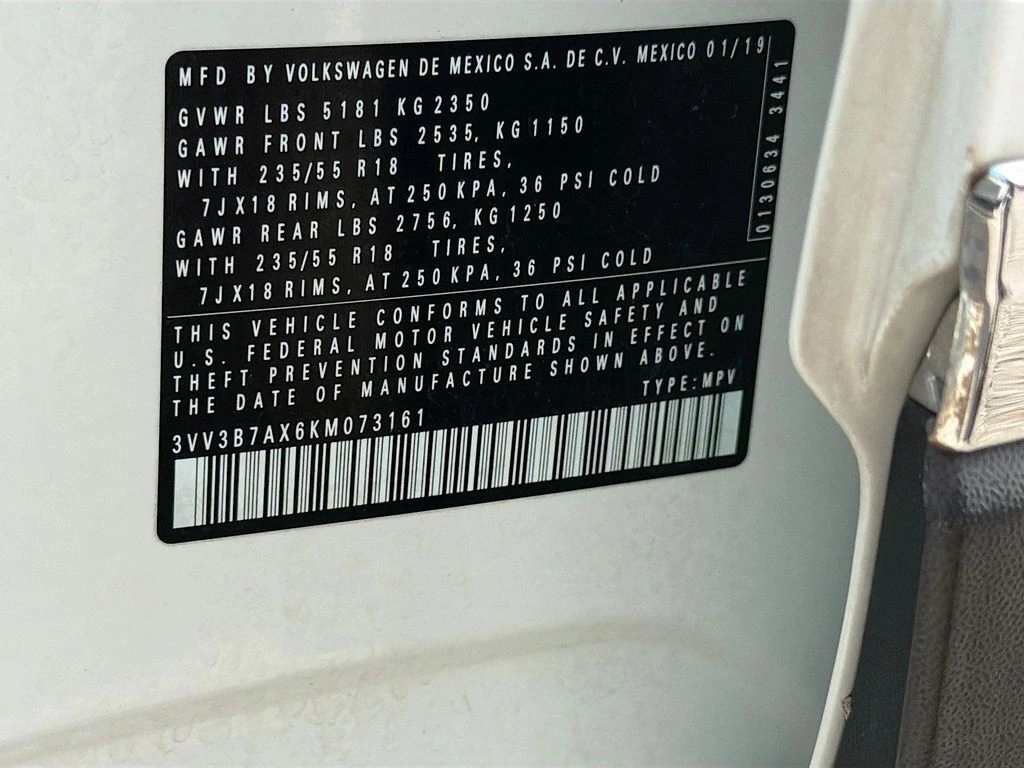 MFD BY VOLKSWAGEN DE MEXICO S.A. DE C.V. MEXICO 01/19
GVWR LBS 5181 KG 2350
GAWR FRONT LBS 2535, KG 1150
WITH 235/55 R18 TIRES,
7JX18 RIMS, AT 250 KPA, 36 PSI COLD
GAWR REAR LBS 2756, KG 1250
WITH 235/55 R18 TIRES,
7JX18 RIMS, AT 250 KPA, 36 PSI COLD
0130634 3441
THIS VEHICLE CONFORMS TO ALL APPLICABLE
U.S. FEDERAL MOTOR VEHICLE SAFETY AND
THEFT PREVENTION STANDARDS IN EFFECT ON
THE DATE OF MANUFACTURE SHOWN ABOVE.
TYPE: MPV
3VV3B7AX6KM073161